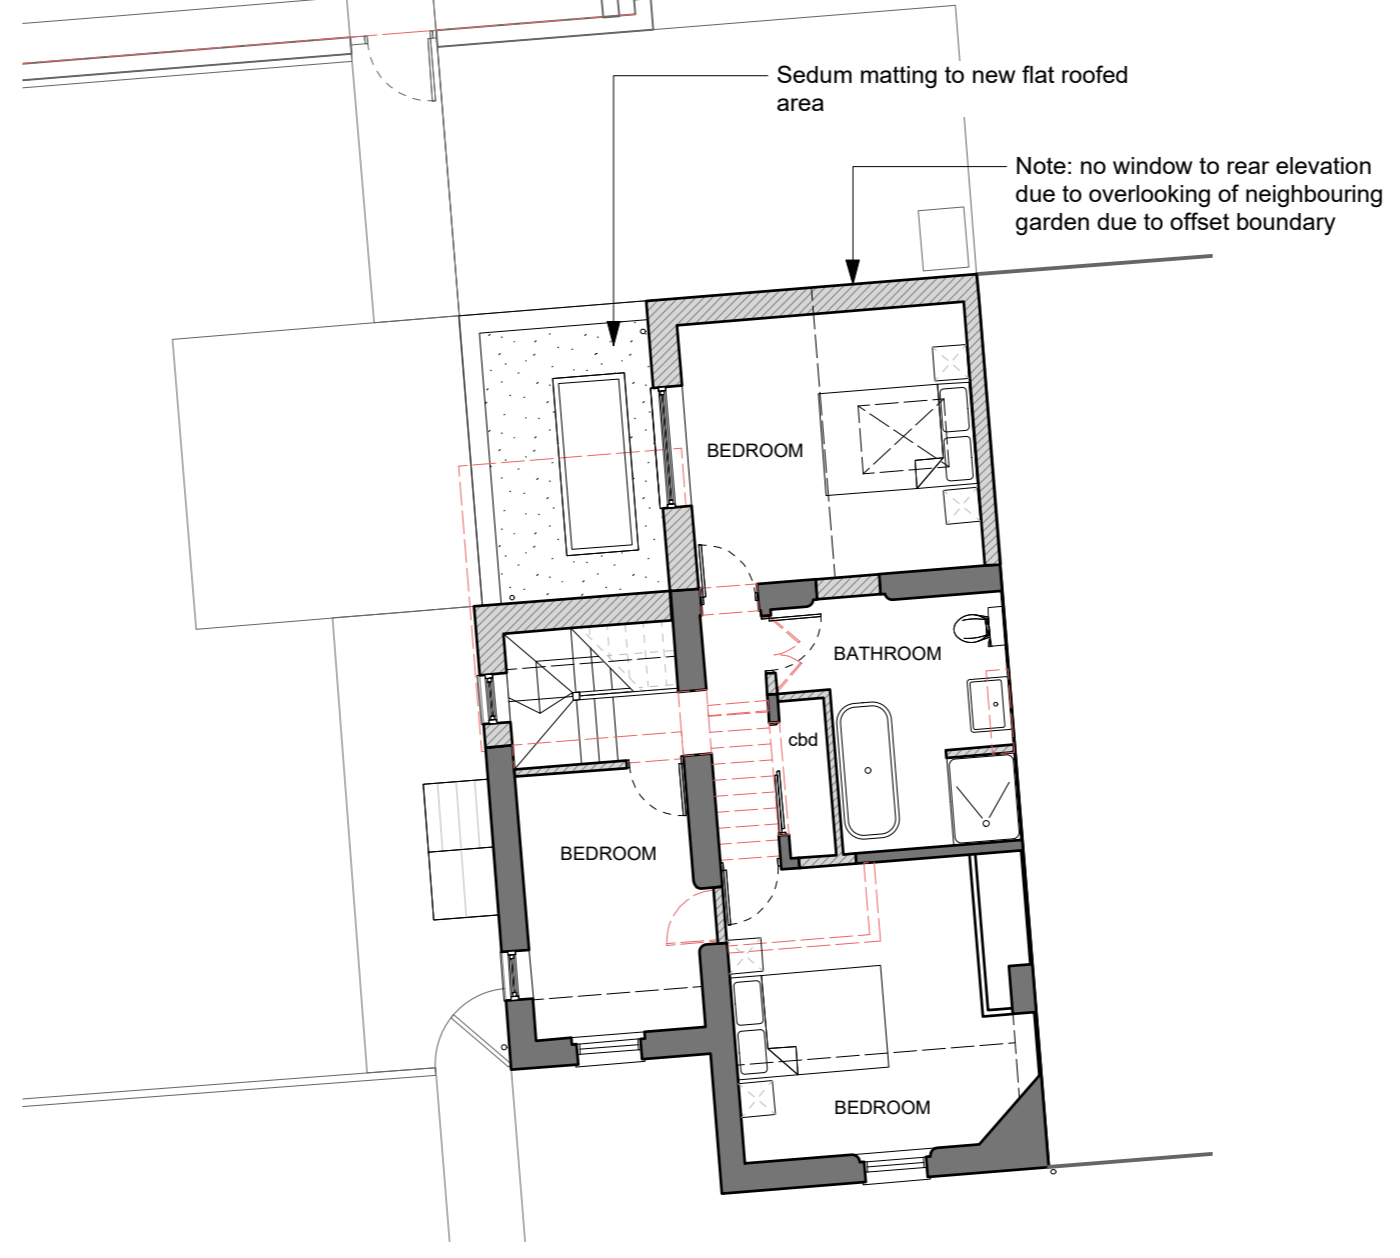 Sedum matting to new flat roofed
area
Note: no window to rear elevation
due to overlooking of neighbouring
garden due to offset boundary
BEDROOM
BATHROOM
cbd
BEDROOM
BEDROOM